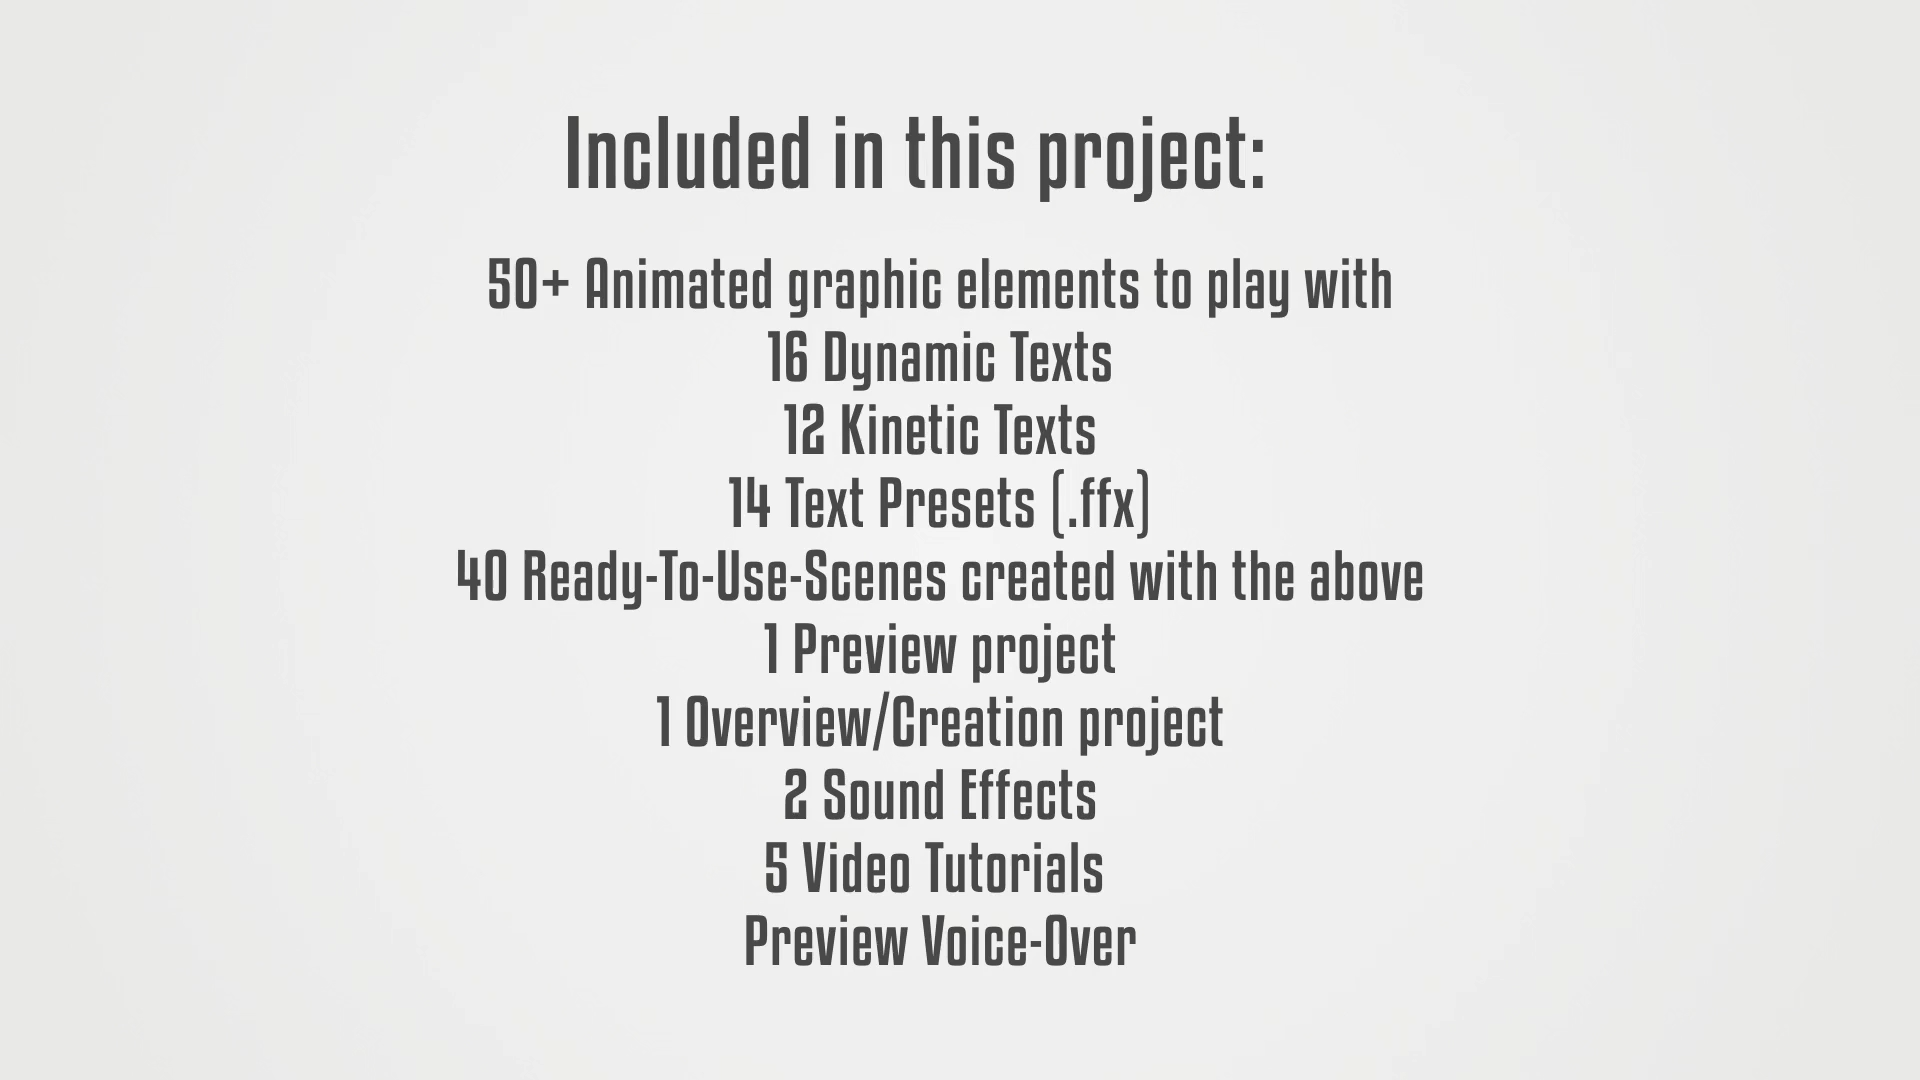 Included in this project:
50+ Animated graphic elements to play with
16 Dynamic Texts
12 Kinetic Texts
14 Text Presets (.ffx)
40 Ready-To-Use-Scenes created with the above
1 Preview project
1 Overview/Creation project
2 Sound Effects
5 Video Tutorials
Preview Voice-Over